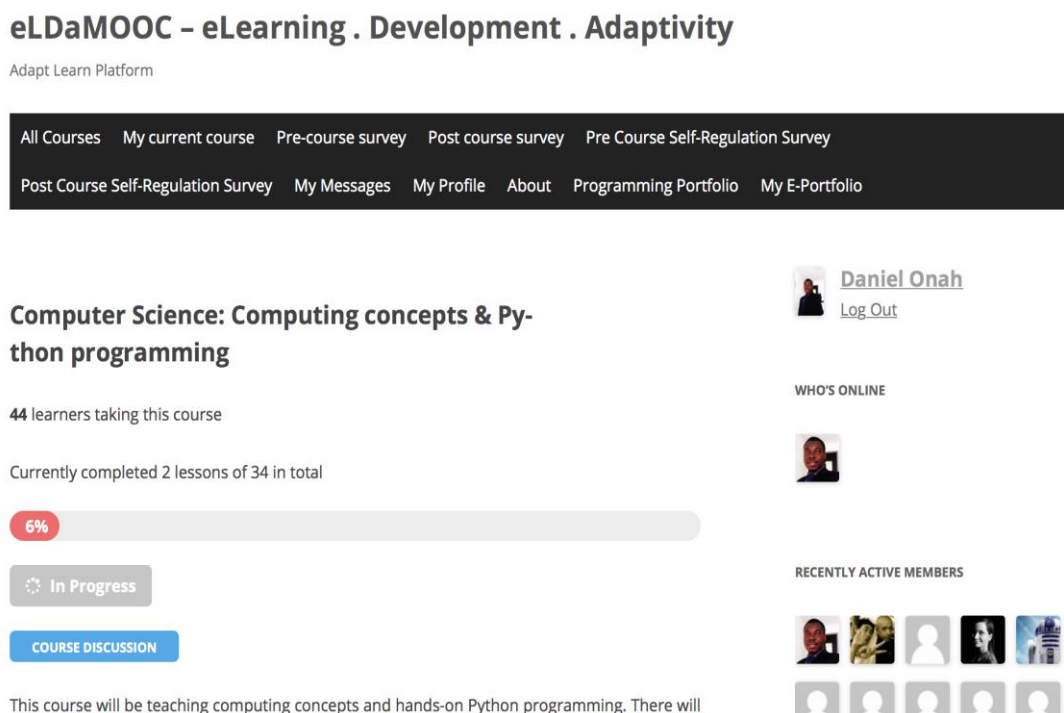 eLDaMOOC – eLearning . Development . Adaptivity
Adapt Learn Platform
All Courses My current course Pre-course survey Post course survey Pre Course Self-Regulation Survey
Post Course Self-Regulation Survey My Messages My Profile About Programming Portfolio My E-Portfolio
Computer Science: Computing concepts & Py-
thon programming
44 learners taking this course
Currently completed 2 lessons of 34 in total
6%
In Progress
COURSE DISCUSSION
This course will be teaching computing concepts and hands-on Python programming. There will
Daniel Onah
Log Out
WHO'S ONLINE
RECENTLY ACTIVE MEMBERS